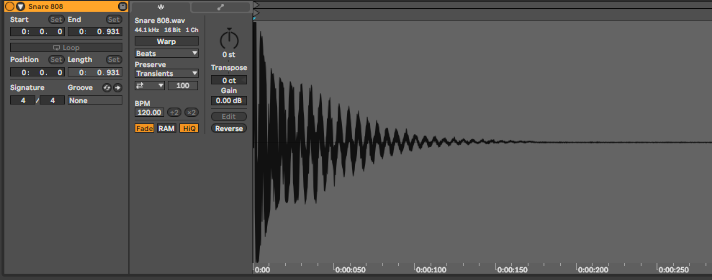 Snare 808
Start Set End Set
0: 0. 0 0: 0. 931
Loop
Position Set Length Set
0: 0. 0 0: 0. 931
Signature Groove
4 / 4 None
Snare 808.wav
44.1 kHz 16 Bit 1 Ch
Warp
Beats
Preserve
Transients
100
BPM
120.00 ÷2 ×2
Fade RAM HiQ
0 st
Transpose
0 ct
Gain
0.00 dB
Edit
Reverse
0:00 0:00:050 0:00:100 0:00:150 0:00:200 0:00:250